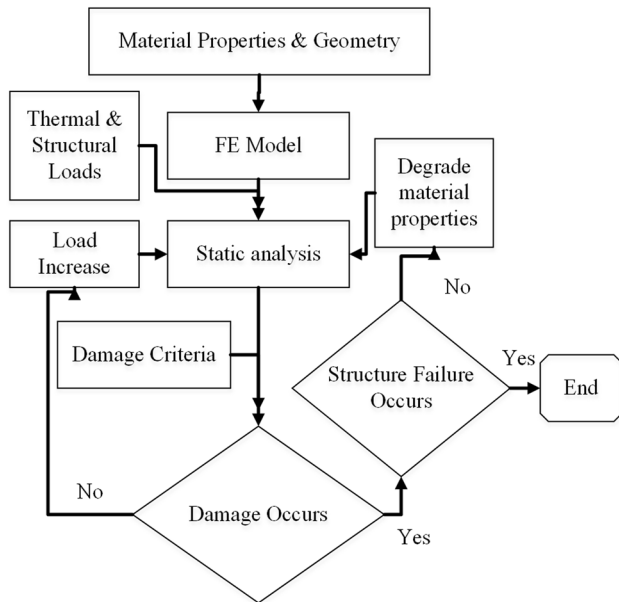 Material Properties & Geometry
Thermal &
Structural
Loads
FE Model
Degrade
material
properties
Load
Increase
Static analysis
No
Damage Criteria
Structure Failure
Occurs
Yes
End
No
Damage Occurs
Yes